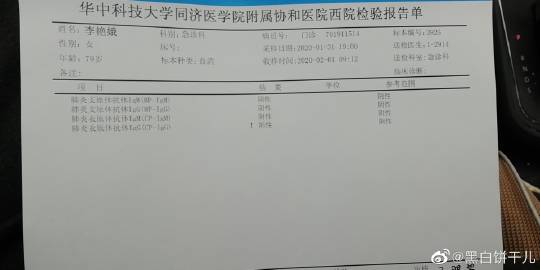 华中科技大学同济医学院附属协和医院西院检验报告单
姓名：李艳娥 科别：急诊科 病员号： 门诊 701941514 标本编号：3925
性别：女 床号： 采样日期：2020-01-31 19:00 送检医生：1-2914
年龄：79岁 标本种类：血清 收样时间：2020-02-01 09:12 送检科室：急诊科
备注： 临床诊断：
项 目 结 果 单位 参考范围
肺炎支原体抗体IgM(MP-IgM) 阴性 阴性
肺炎支原体抗体IgG(MP-IgG) 阴性 阴性
肺炎衣原体抗体IgM(CP-IgM) 阴性 阴性
肺炎衣原体抗体IgG(CP-IgG) ↑ 阳性 阴性
@黑白饼干儿